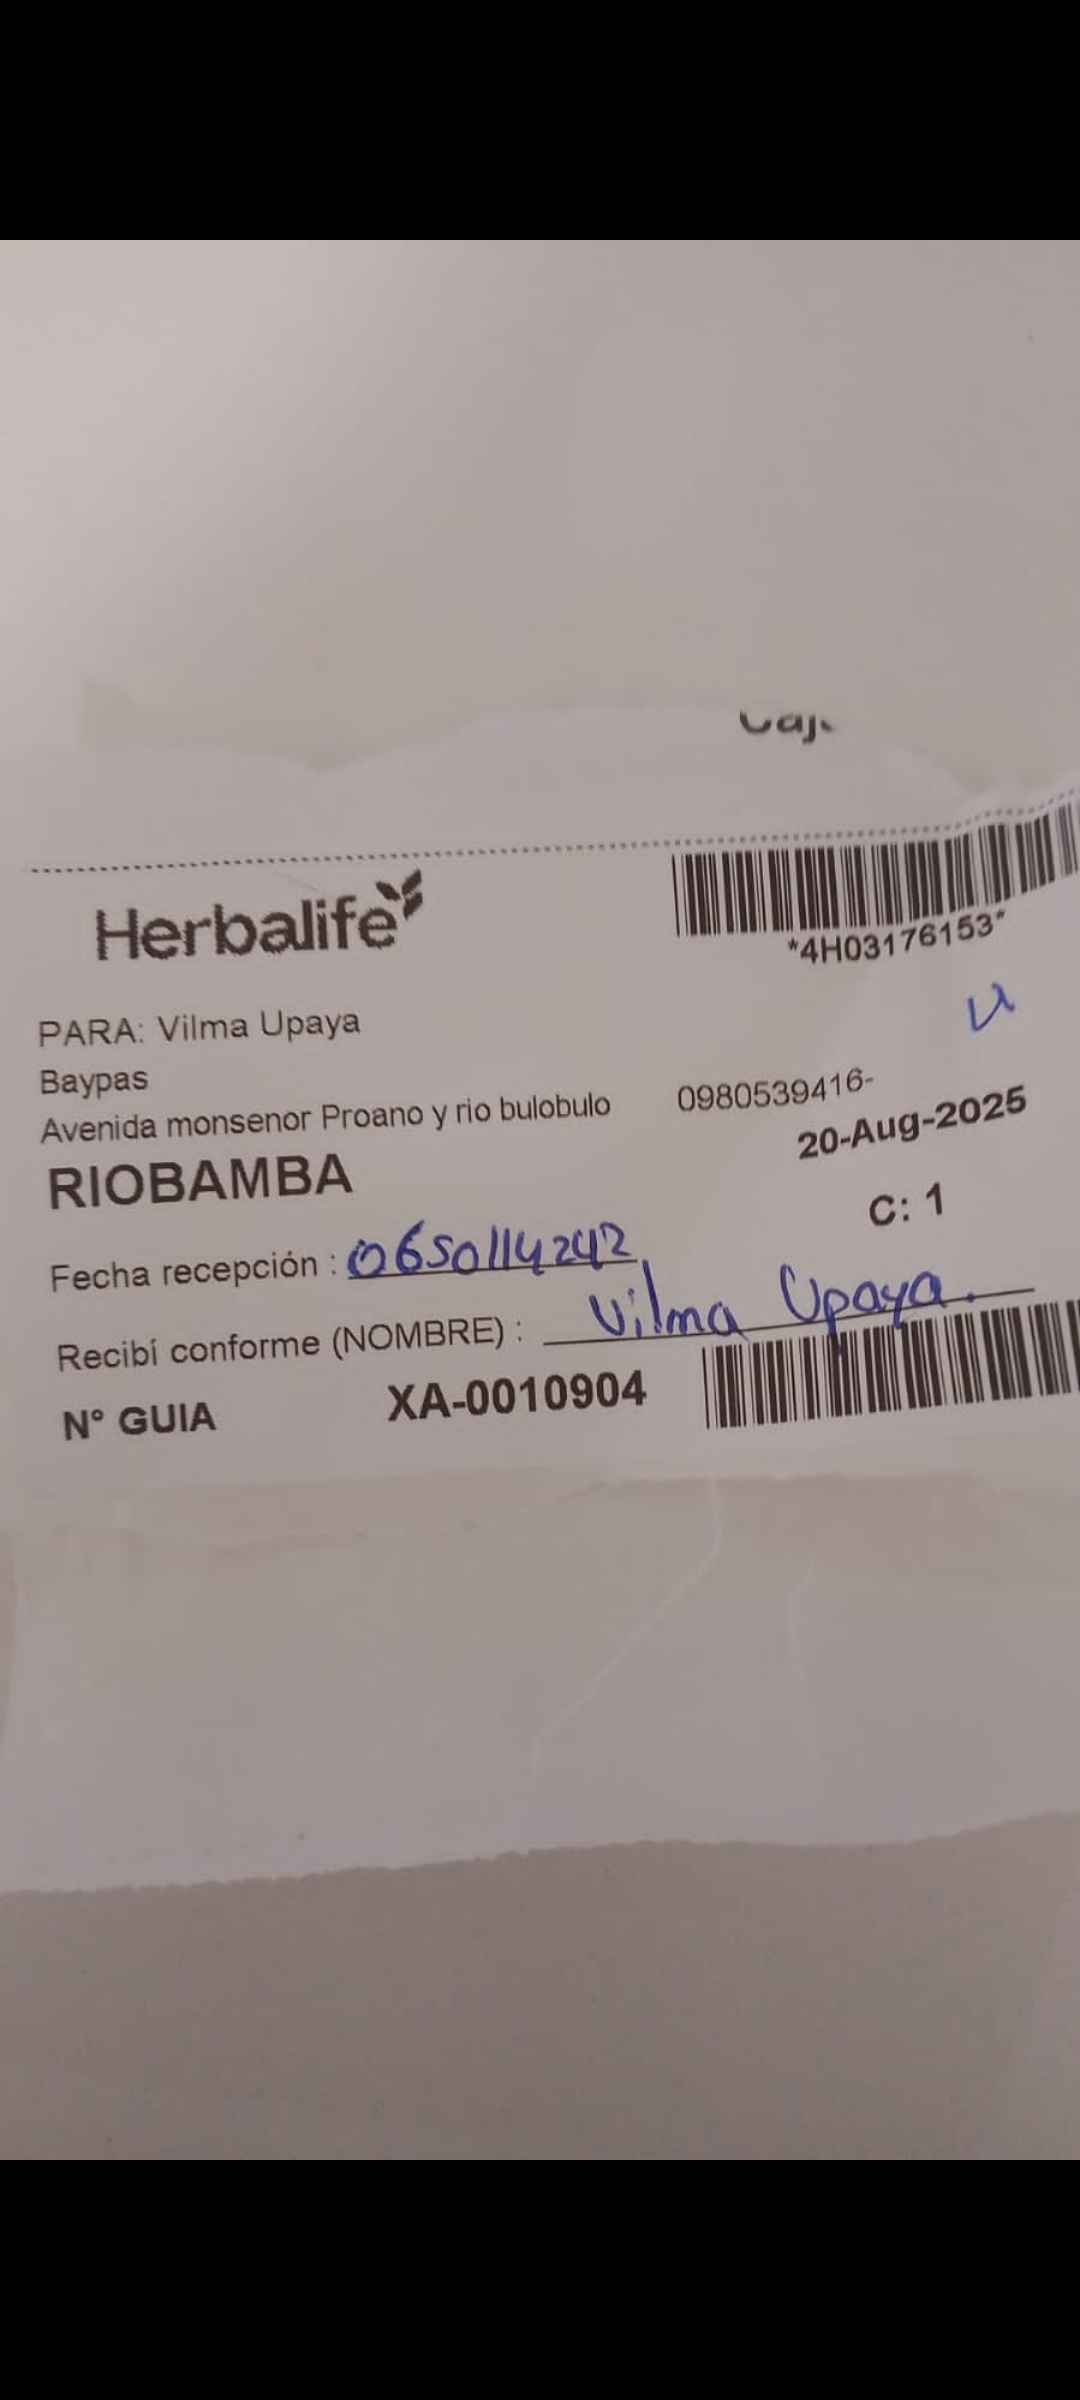 Herbalife
*4H03176153*
PARA: Vilma Upaya
Baypas
Avenida monsenor Proano y rio bulobulo 0980539416-
20-Aug-2025
RIOBAMBA
C: 1
Fecha recepción : 0650114242
Recibí conforme (NOMBRE) : Vilma Upaya.
N° GUIA XA-0010904